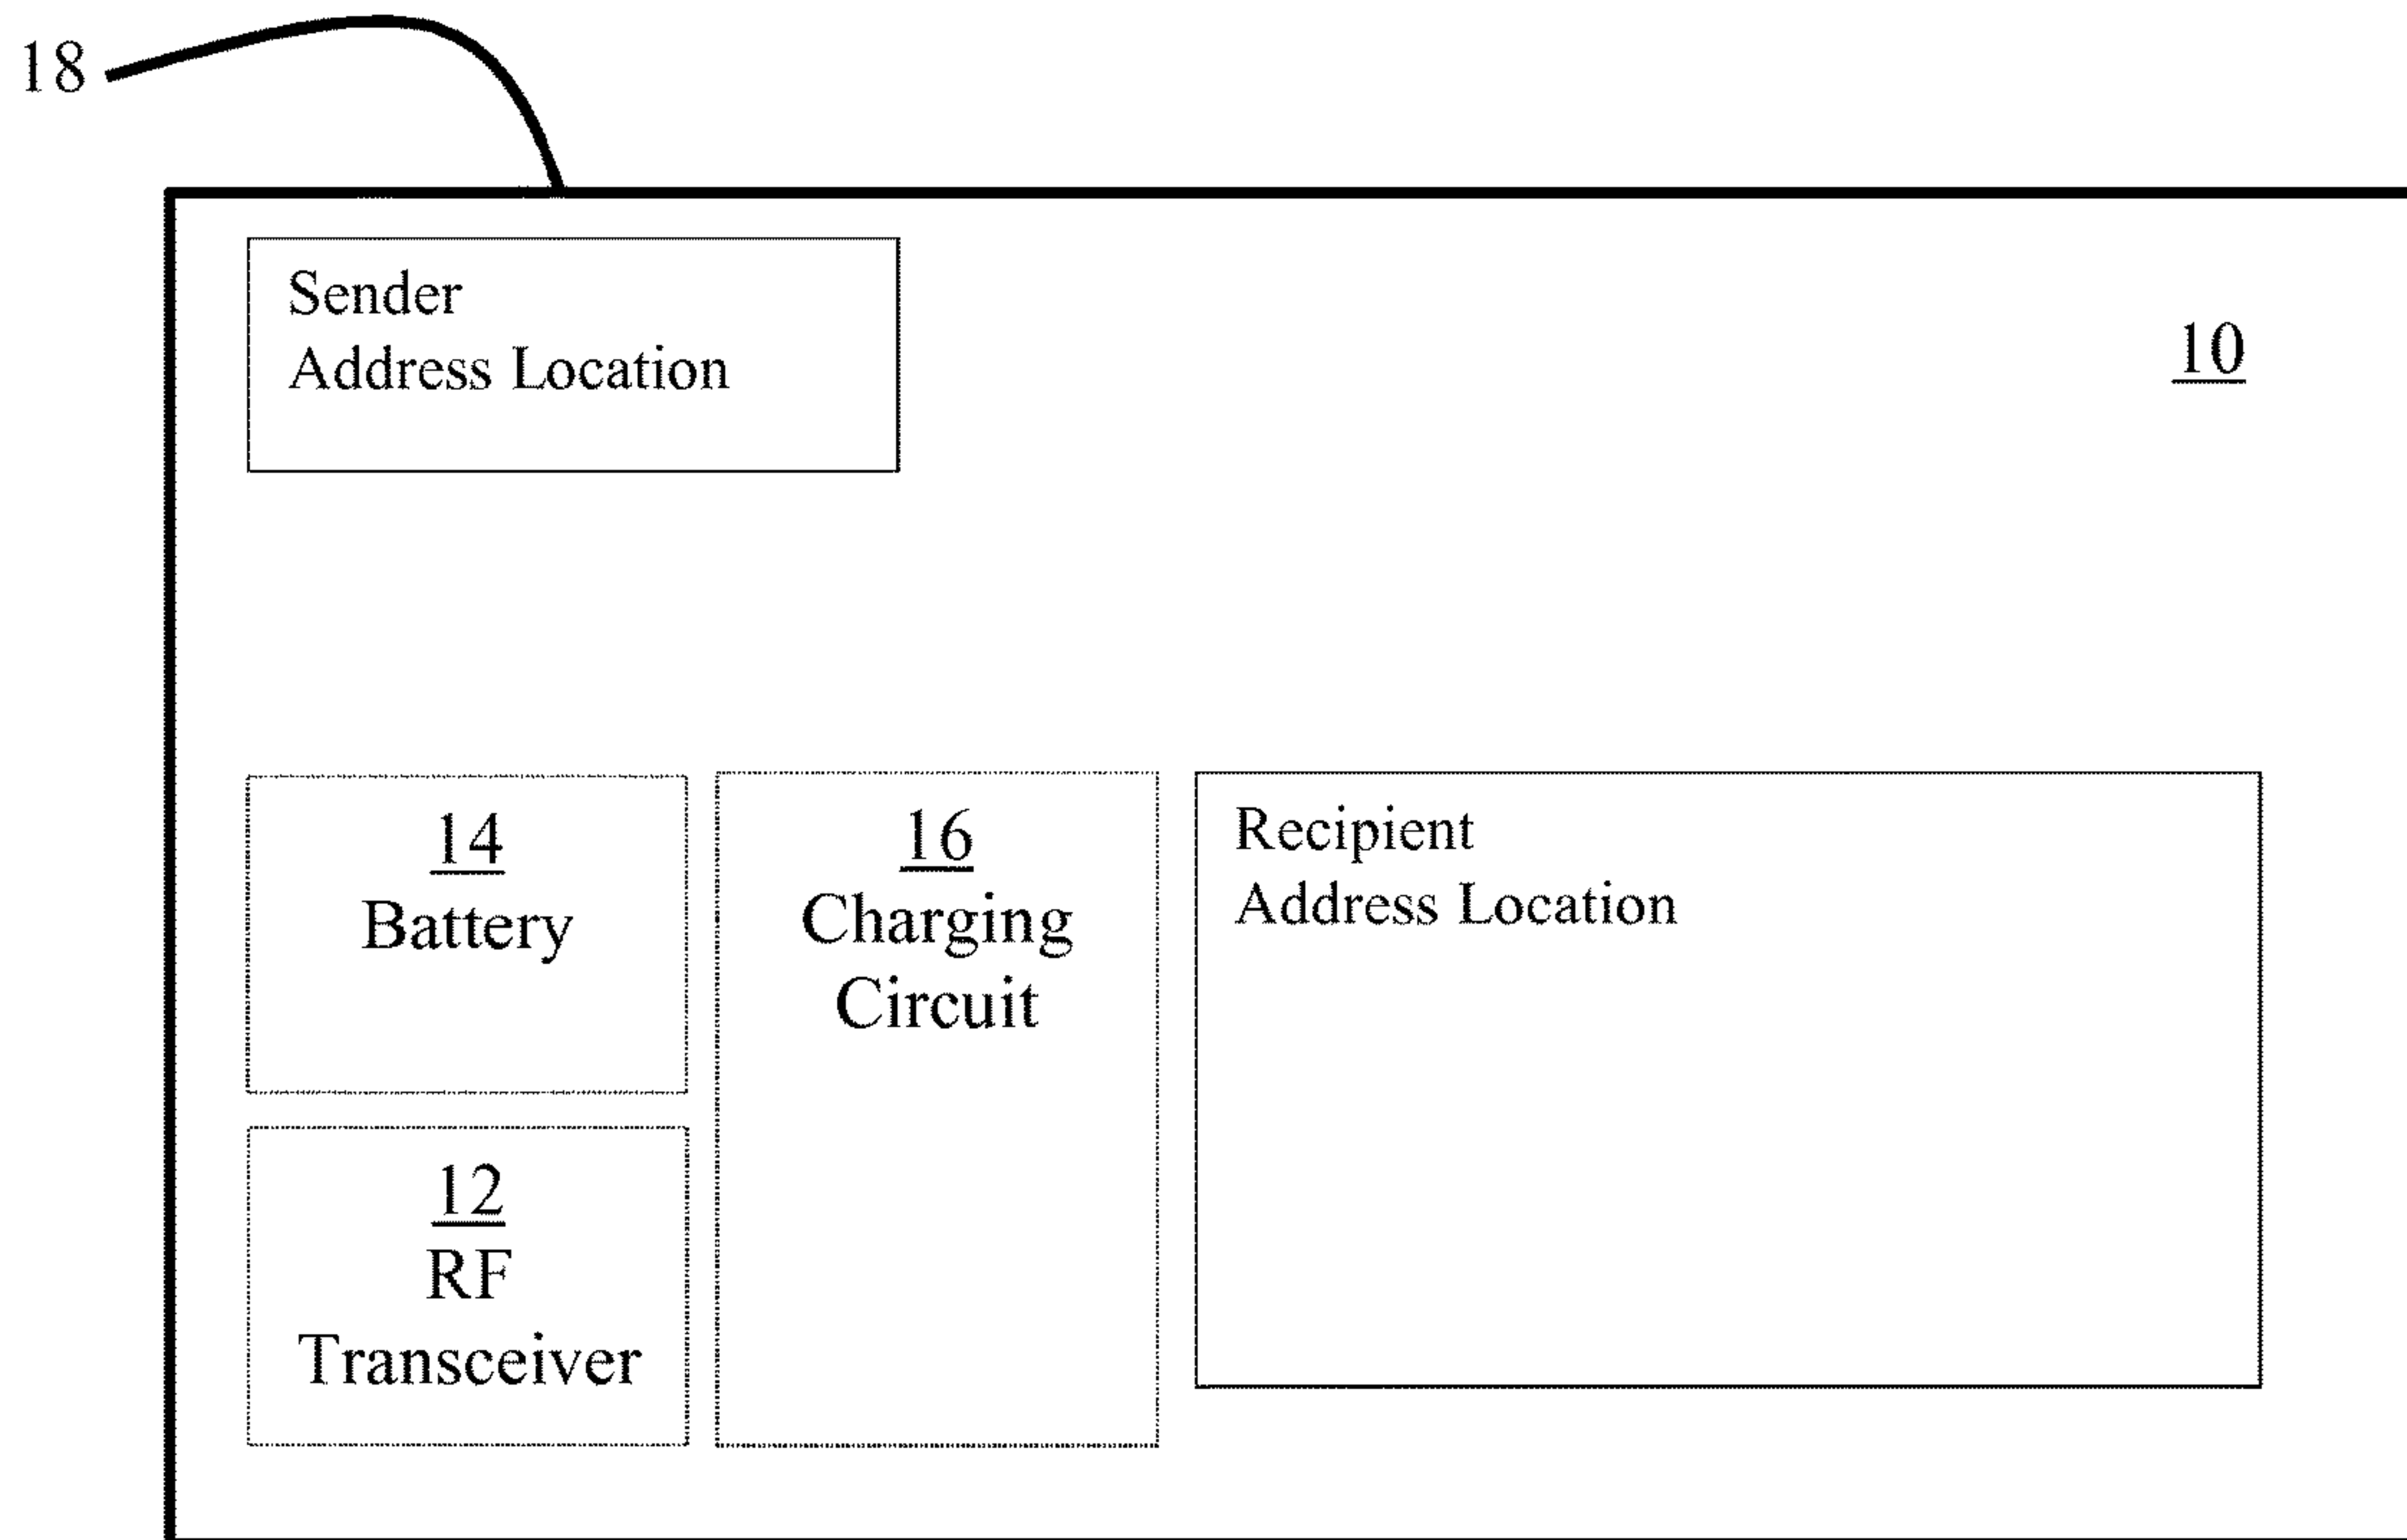 18
Sender
Address Location
10
14
Battery
16
Charging
Circuit
Recipient
Address Location
12
RF
Transceiver